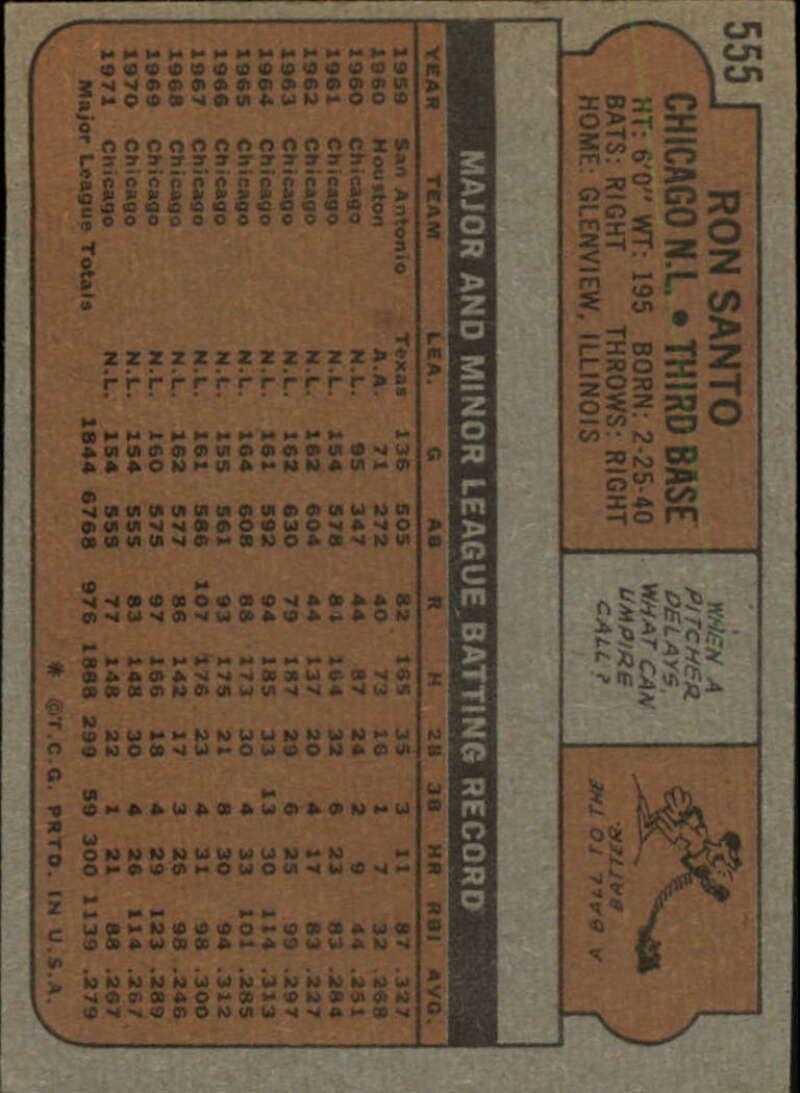 555
RON SANTO
CHICAGO N.L. • THIRD BASE
HT: 6'0" WT: 195 BORN: 2-25-40
BATS: RIGHT THROWS: RIGHT
HOME: GLENVIEW, ILLINOIS
WHEN A
PITCHER
DELAYS,
WHAT CAN
UMPIRE
CALL?
A BALL TO THE
BATTER.
MAJOR AND MINOR LEAGUE BATTING RECORD
YEAR TEAM LEA. G AB R H 2B 3B HR RBI AVG.
1959 San Antonio Texas 136 505 82 165 35 3 11 87 .327
1960 Houston A.A. 71 272 40 73 16 1 7 32 .268
1960 Chicago N.L. 95 347 44 87 24 2 9 44 .251
1961 Chicago N.L. 154 578 84 164 32 6 23 83 .284
1962 Chicago N.L. 162 604 44 137 20 4 17 83 .227
1963 Chicago N.L. 162 630 79 187 29 6 25 99 .297
1964 Chicago N.L. 161 592 94 185 33 13 30 114 .313
1965 Chicago N.L. 164 608 88 173 30 4 33 101 .285
1966 Chicago N.L. 155 561 93 175 21 8 30 94 .312
1967 Chicago N.L. 161 586 107 176 23 4 31 98 .300
1968 Chicago N.L. 162 577 86 142 17 3 26 98 .246
1969 Chicago N.L. 160 575 97 166 18 4 29 123 .289
1970 Chicago N.L. 154 555 83 148 30 4 26 114 .267
1971 Chicago N.L. 154 555 77 148 22 1 21 88 .267
Major League Totals 1844 6768 976 1888 299 59 300 1139 .279
* ©T.C.G. PRTD. IN U.S.A.